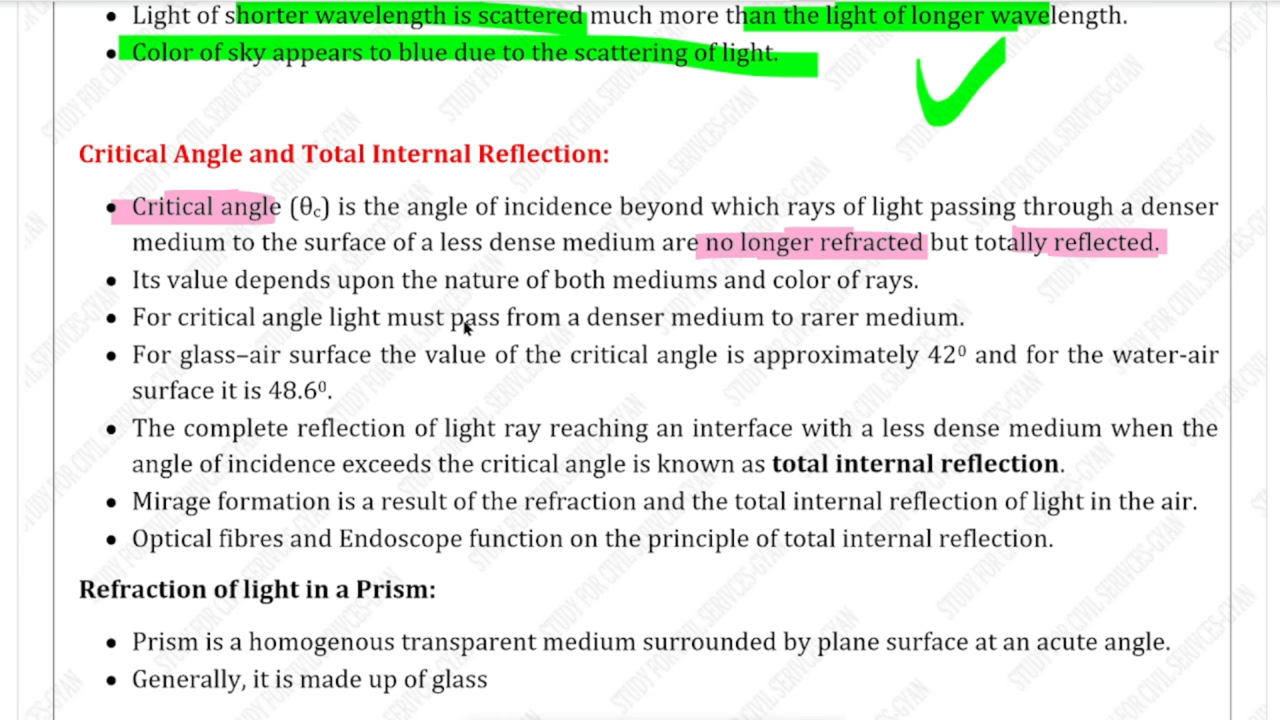 • Light of shorter wavelength is scattered much more than the light of longer wavelength.
• Color of sky appears to blue due to the scattering of light.
Critical Angle and Total Internal Reflection:
• Critical angle (θc) is the angle of incidence beyond which rays of light passing through a denser
medium to the surface of a less dense medium are no longer refracted but totally reflected.
• Its value depends upon the nature of both mediums and color of rays.
• For critical angle light must pass from a denser medium to rarer medium.
• For glass–air surface the value of the critical angle is approximately 42⁰ and for the water-air
surface it is 48.6⁰.
• The complete reflection of light ray reaching an interface with a less dense medium when the
angle of incidence exceeds the critical angle is known as total internal reflection.
• Mirage formation is a result of the refraction and the total internal reflection of light in the air.
• Optical fibres and Endoscope function on the principle of total internal reflection.
Refraction of light in a Prism:
• Prism is a homogenous transparent medium surrounded by plane surface at an acute angle.
• Generally, it is made up of glass
STUDY FOR CIVIL SERIVCES-GYAN